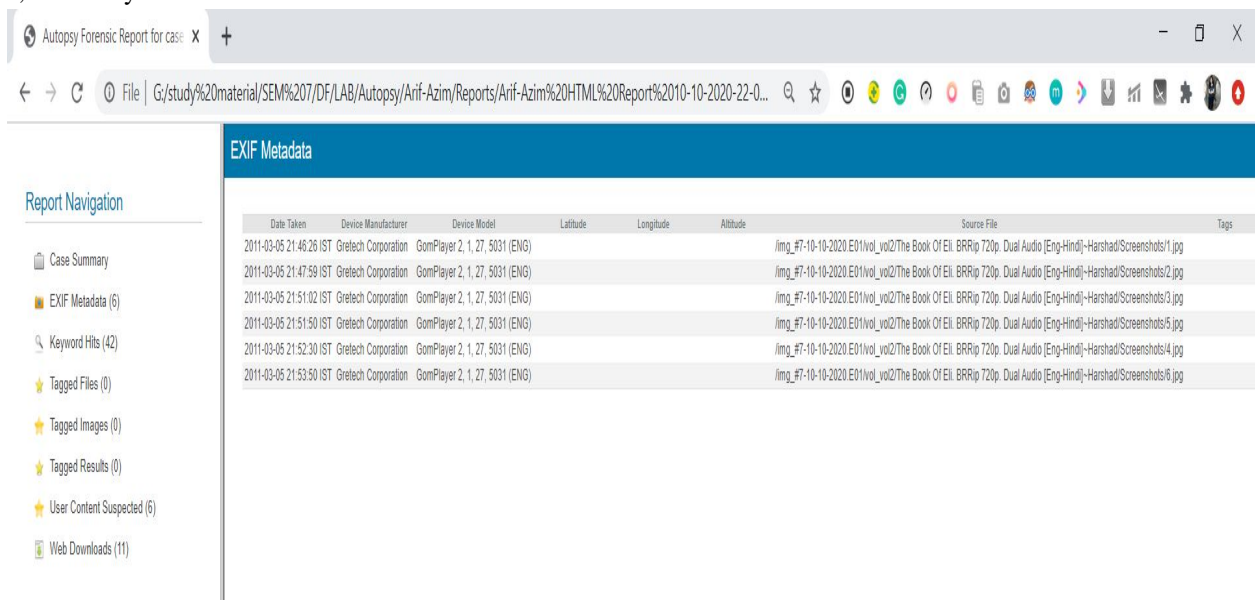 Autopsy Forensic Report for case
File | G:/study%20material/SEM%207/DF/LAB/Autopsy/Arif-Azim/Reports/Arif-Azim%20HTML%20Report%2010-10-2020-22-0...
EXIF Metadata
Report Navigation
Case Summary
EXIF Metadata (6)
Keyword Hits (42)
Tagged Files (0)
Tagged Images (0)
Tagged Results (0)
User Content Suspected (6)
Web Downloads (11)
Date Taken Device Manufacturer Device Model Latitude Longitude Altitude Source File Tags
2011-03-05 21:46:26 IST Gretech Corporation GomPlayer 2, 1, 27, 5031 (ENG) /img_#7-10-10-2020.E01/vol_vol2/The Book Of Eli. BRRip 720p. Dual Audio [Eng-Hindi]~Harshad/Screenshots/1.jpg
2011-03-05 21:47:59 IST Gretech Corporation GomPlayer 2, 1, 27, 5031 (ENG) /img_#7-10-10-2020.E01/vol_vol2/The Book Of Eli. BRRip 720p. Dual Audio [Eng-Hindi]~Harshad/Screenshots/2.jpg
2011-03-05 21:51:02 IST Gretech Corporation GomPlayer 2, 1, 27, 5031 (ENG) /img_#7-10-10-2020.E01/vol_vol2/The Book Of Eli. BRRip 720p. Dual Audio [Eng-Hindi]~Harshad/Screenshots/3.jpg
2011-03-05 21:51:50 IST Gretech Corporation GomPlayer 2, 1, 27, 5031 (ENG) /img_#7-10-10-2020.E01/vol_vol2/The Book Of Eli. BRRip 720p. Dual Audio [Eng-Hindi]~Harshad/Screenshots/5.jpg
2011-03-05 21:52:30 IST Gretech Corporation GomPlayer 2, 1, 27, 5031 (ENG) /img_#7-10-10-2020.E01/vol_vol2/The Book Of Eli. BRRip 720p. Dual Audio [Eng-Hindi]~Harshad/Screenshots/4.jpg
2011-03-05 21:53:50 IST Gretech Corporation GomPlayer 2, 1, 27, 5031 (ENG) /img_#7-10-10-2020.E01/vol_vol2/The Book Of Eli. BRRip 720p. Dual Audio [Eng-Hindi]~Harshad/Screenshots/6.jpg